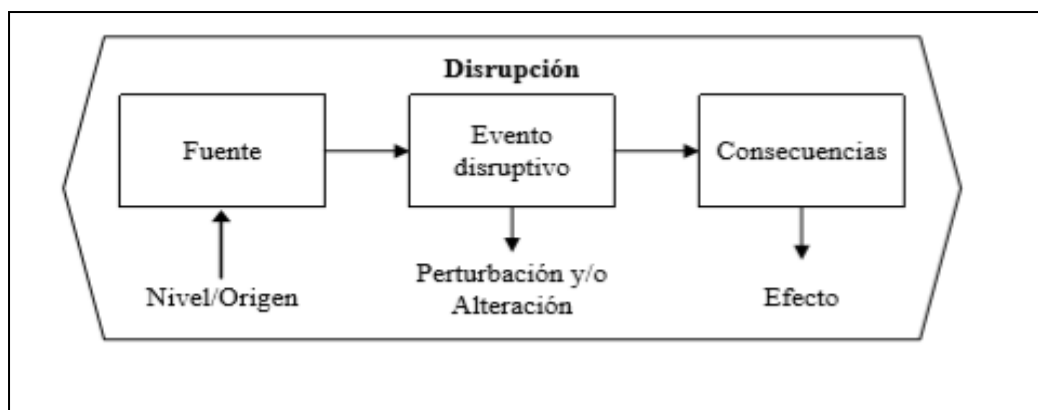 Disrupción
Fuente
Evento
disruptivo
Consecuencias
Nivel/Origen
Perturbación y/o
Alteración
Efecto